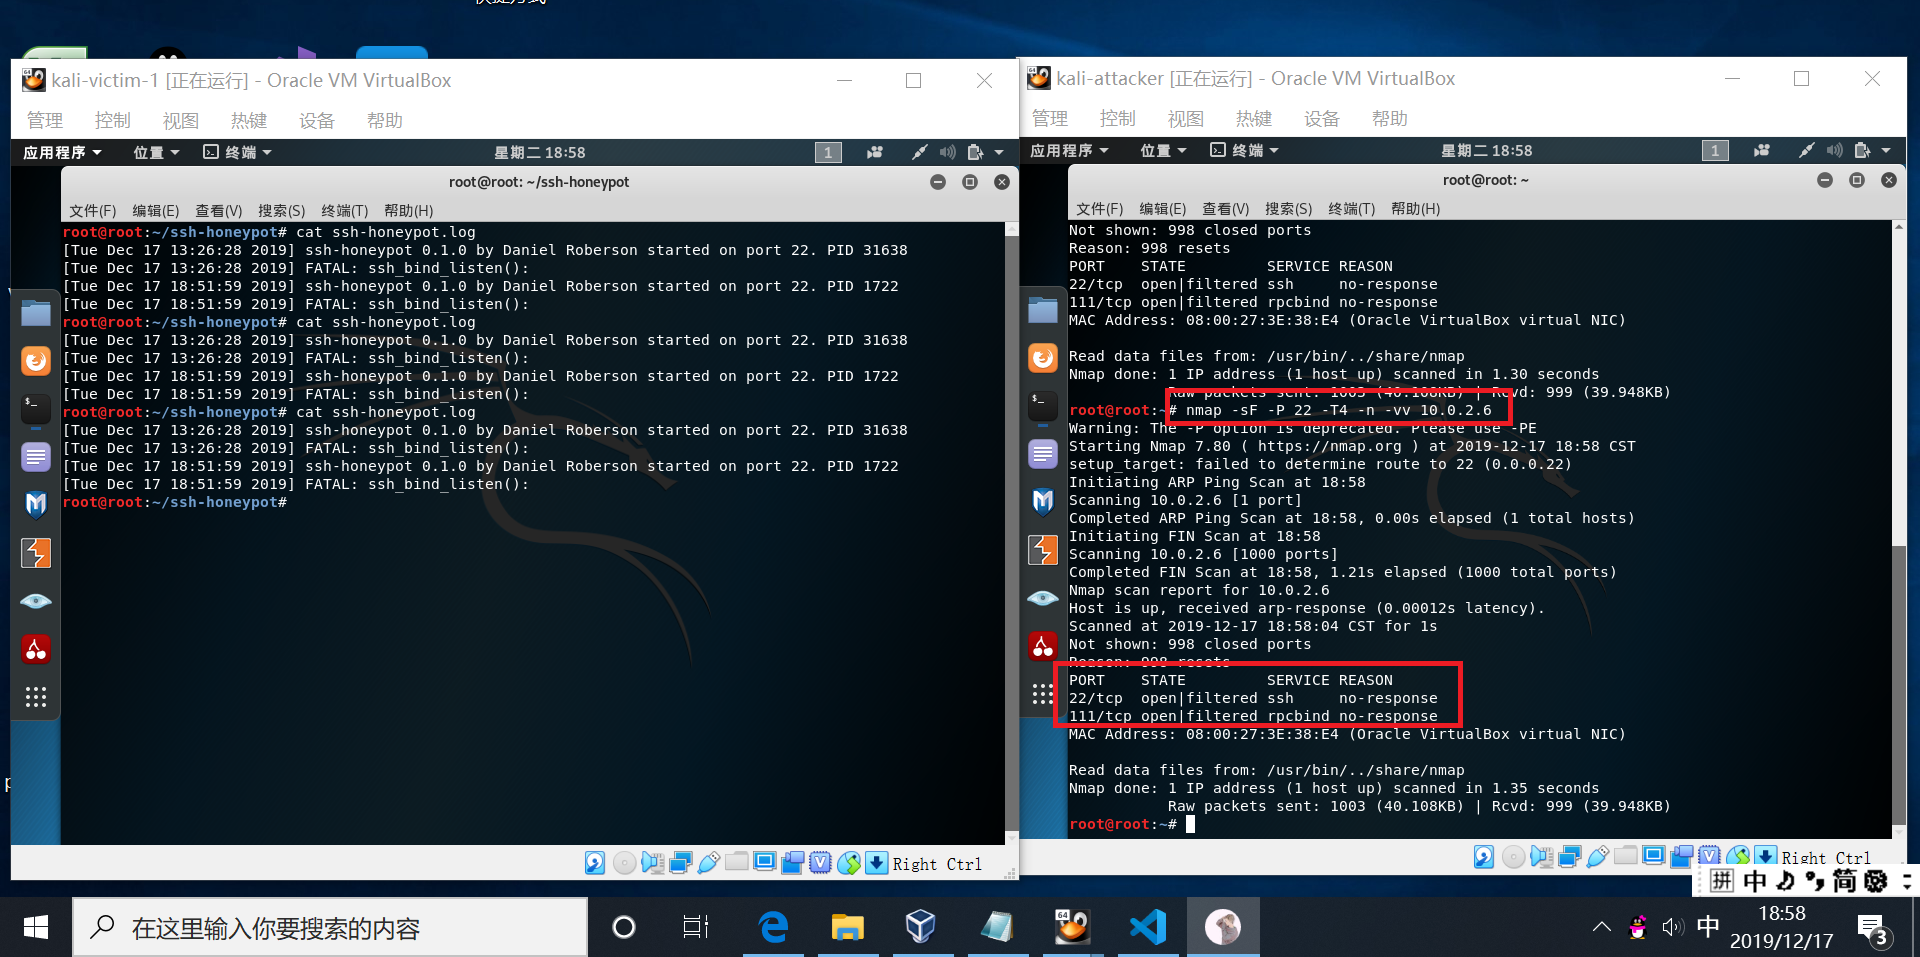 kali-victim-1 [正在运行] - Oracle VM VirtualBox
管理 控制 视图 热键 设备 帮助
应用程序 位置 终端 星期二 18:58 1
root@root: ~/ssh-honeypot
文件(F) 编辑(E) 查看(V) 搜索(S) 终端(T) 帮助(H)
root@root:~/ssh-honeypot# cat ssh-honeypot.log
[Tue Dec 17 13:26:28 2019] ssh-honeypot 0.1.0 by Daniel Roberson started on port 22. PID 31638
[Tue Dec 17 13:26:28 2019] FATAL: ssh_bind_listen():
[Tue Dec 17 18:51:59 2019] ssh-honeypot 0.1.0 by Daniel Roberson started on port 22. PID 1722
[Tue Dec 17 18:51:59 2019] FATAL: ssh_bind_listen():
root@root:~/ssh-honeypot# cat ssh-honeypot.log
[Tue Dec 17 13:26:28 2019] ssh-honeypot 0.1.0 by Daniel Roberson started on port 22. PID 31638
[Tue Dec 17 13:26:28 2019] FATAL: ssh_bind_listen():
[Tue Dec 17 18:51:59 2019] ssh-honeypot 0.1.0 by Daniel Roberson started on port 22. PID 1722
[Tue Dec 17 18:51:59 2019] FATAL: ssh_bind_listen():
root@root:~/ssh-honeypot# cat ssh-honeypot.log
[Tue Dec 17 13:26:28 2019] ssh-honeypot 0.1.0 by Daniel Roberson started on port 22. PID 31638
[Tue Dec 17 13:26:28 2019] FATAL: ssh_bind_listen():
[Tue Dec 17 18:51:59 2019] ssh-honeypot 0.1.0 by Daniel Roberson started on port 22. PID 1722
[Tue Dec 17 18:51:59 2019] FATAL: ssh_bind_listen():
root@root:~/ssh-honeypot#
Right Ctrl
kali-attacker [正在运行] - Oracle VM VirtualBox
管理 控制 视图 热键 设备 帮助
应用程序 位置 终端 星期二 18:58 1
root@root: ~
文件(F) 编辑(E) 查看(V) 搜索(S) 终端(T) 帮助(H)
Not shown: 998 closed ports
Reason: 998 resets
PORT STATE SERVICE REASON
22/tcp open|filtered ssh no-response
111/tcp open|filtered rpcbind no-response
MAC Address: 08:00:27:3E:38:E4 (Oracle VirtualBox virtual NIC)
Read data files from: /usr/bin/../share/nmap
Nmap done: 1 IP address (1 host up) scanned in 1.30 seconds
Raw packets sent: 1003 (40.108KB) | Rcvd: 999 (39.948KB)
root@root:~# nmap -sF -P 22 -T4 -n -vv 10.0.2.6
Warning: The -P option is deprecated. Please use -PE
Starting Nmap 7.80 ( https://nmap.org ) at 2019-12-17 18:58 CST
setup_target: failed to determine route to 22 (0.0.0.22)
Initiating ARP Ping Scan at 18:58
Scanning 10.0.2.6 [1 port]
Completed ARP Ping Scan at 18:58, 0.00s elapsed (1 total hosts)
Initiating FIN Scan at 18:58
Scanning 10.0.2.6 [1000 ports]
Completed FIN Scan at 18:58, 1.21s elapsed (1000 total ports)
Nmap scan report for 10.0.2.6
Host is up, received arp-response (0.00012s latency).
Scanned at 2019-12-17 18:58:04 CST for 1s
Not shown: 998 closed ports
Reason: 998 resets
PORT STATE SERVICE REASON
22/tcp open|filtered ssh no-response
111/tcp open|filtered rpcbind no-response
MAC Address: 08:00:27:3E:38:E4 (Oracle VirtualBox virtual NIC)
Read data files from: /usr/bin/../share/nmap
Nmap done: 1 IP address (1 host up) scanned in 1.35 seconds
Raw packets sent: 1003 (40.108KB) | Rcvd: 999 (39.948KB)
root@root:~#
Right Ctrl
拼 中 简
在这里输入你要搜索的内容
64
中
18:58
2019/12/17
3